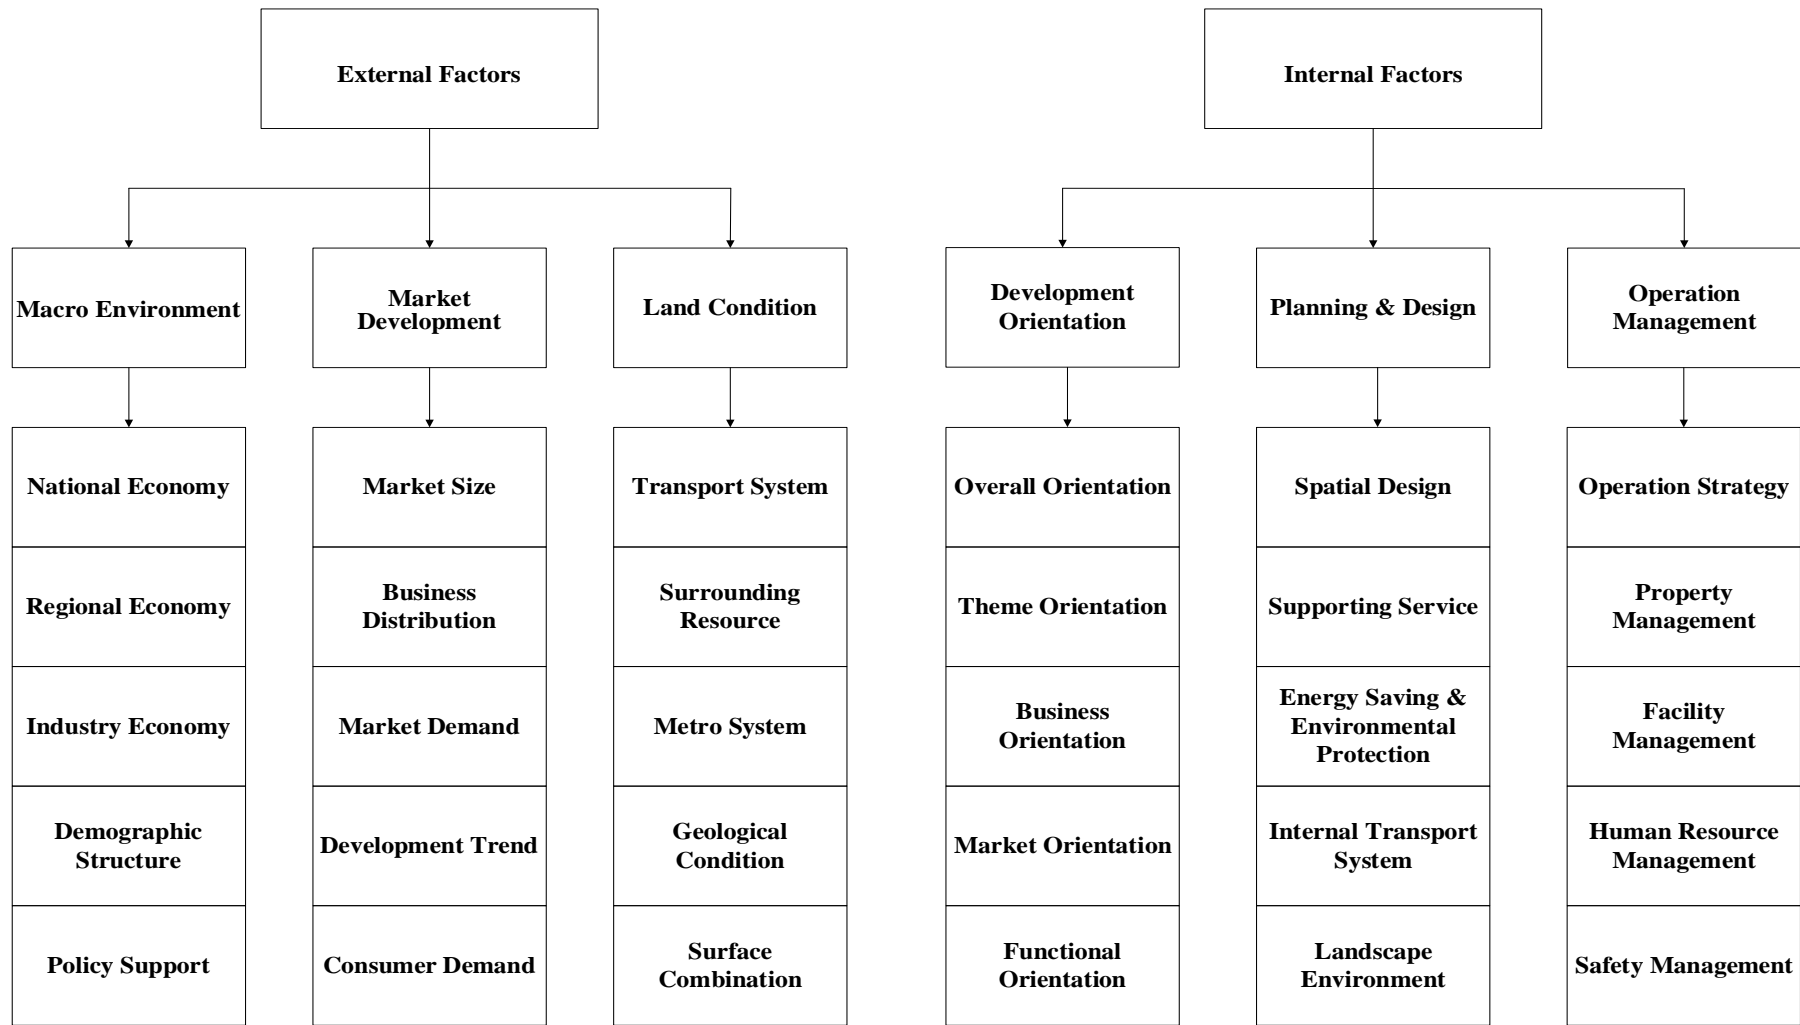 External Factors
Internal Factors
Macro Environment
Market
Development
Land Condition
Development
Orientation
Planning & Design
Operation
Management
National Economy
Market Size
Transport System
Overall Orientation
Spatial Design
Operation Strategy
Regional Economy
Business
Distribution
Surrounding
Resource
Theme Orientation
Supporting Service
Property
Management
Industry Economy
Market Demand
Metro System
Business
Orientation
Energy Saving &
Environmental
Protection
Facility
Management
Demographic
Structure
Development Trend
Geological
Condition
Market Orientation
Internal Transport
System
Human Resource
Management
Policy Support
Consumer Demand
Surface
Combination
Functional
Orientation
Landscape
Environment
Safety Management